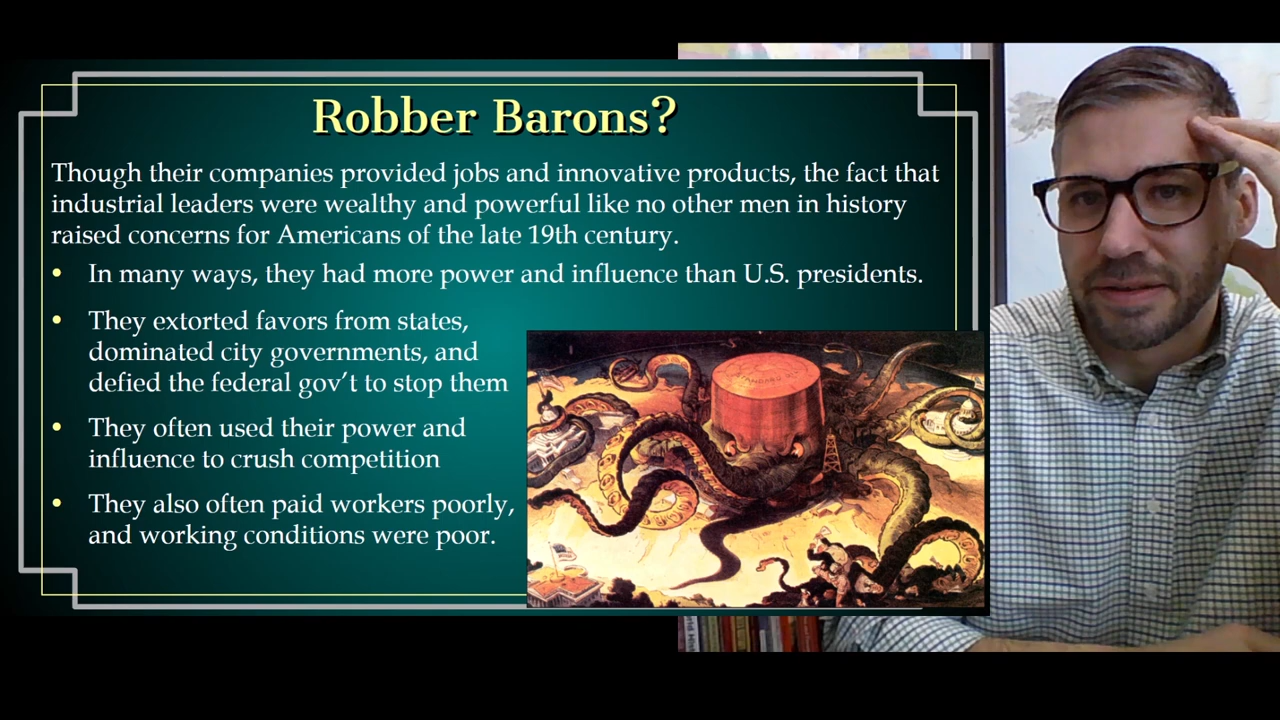 Robber Barons?
Though their companies provided jobs and innovative products, the fact that
industrial leaders were wealthy and powerful like no other men in history
raised concerns for Americans of the late 19th century.
• In many ways, they had more power and influence than U.S. presidents.
• They extorted favors from states,
dominated city governments, and
defied the federal gov’t to stop them
• They often used their power and
influence to crush competition
• They also often paid workers poorly,
and working conditions were poor.